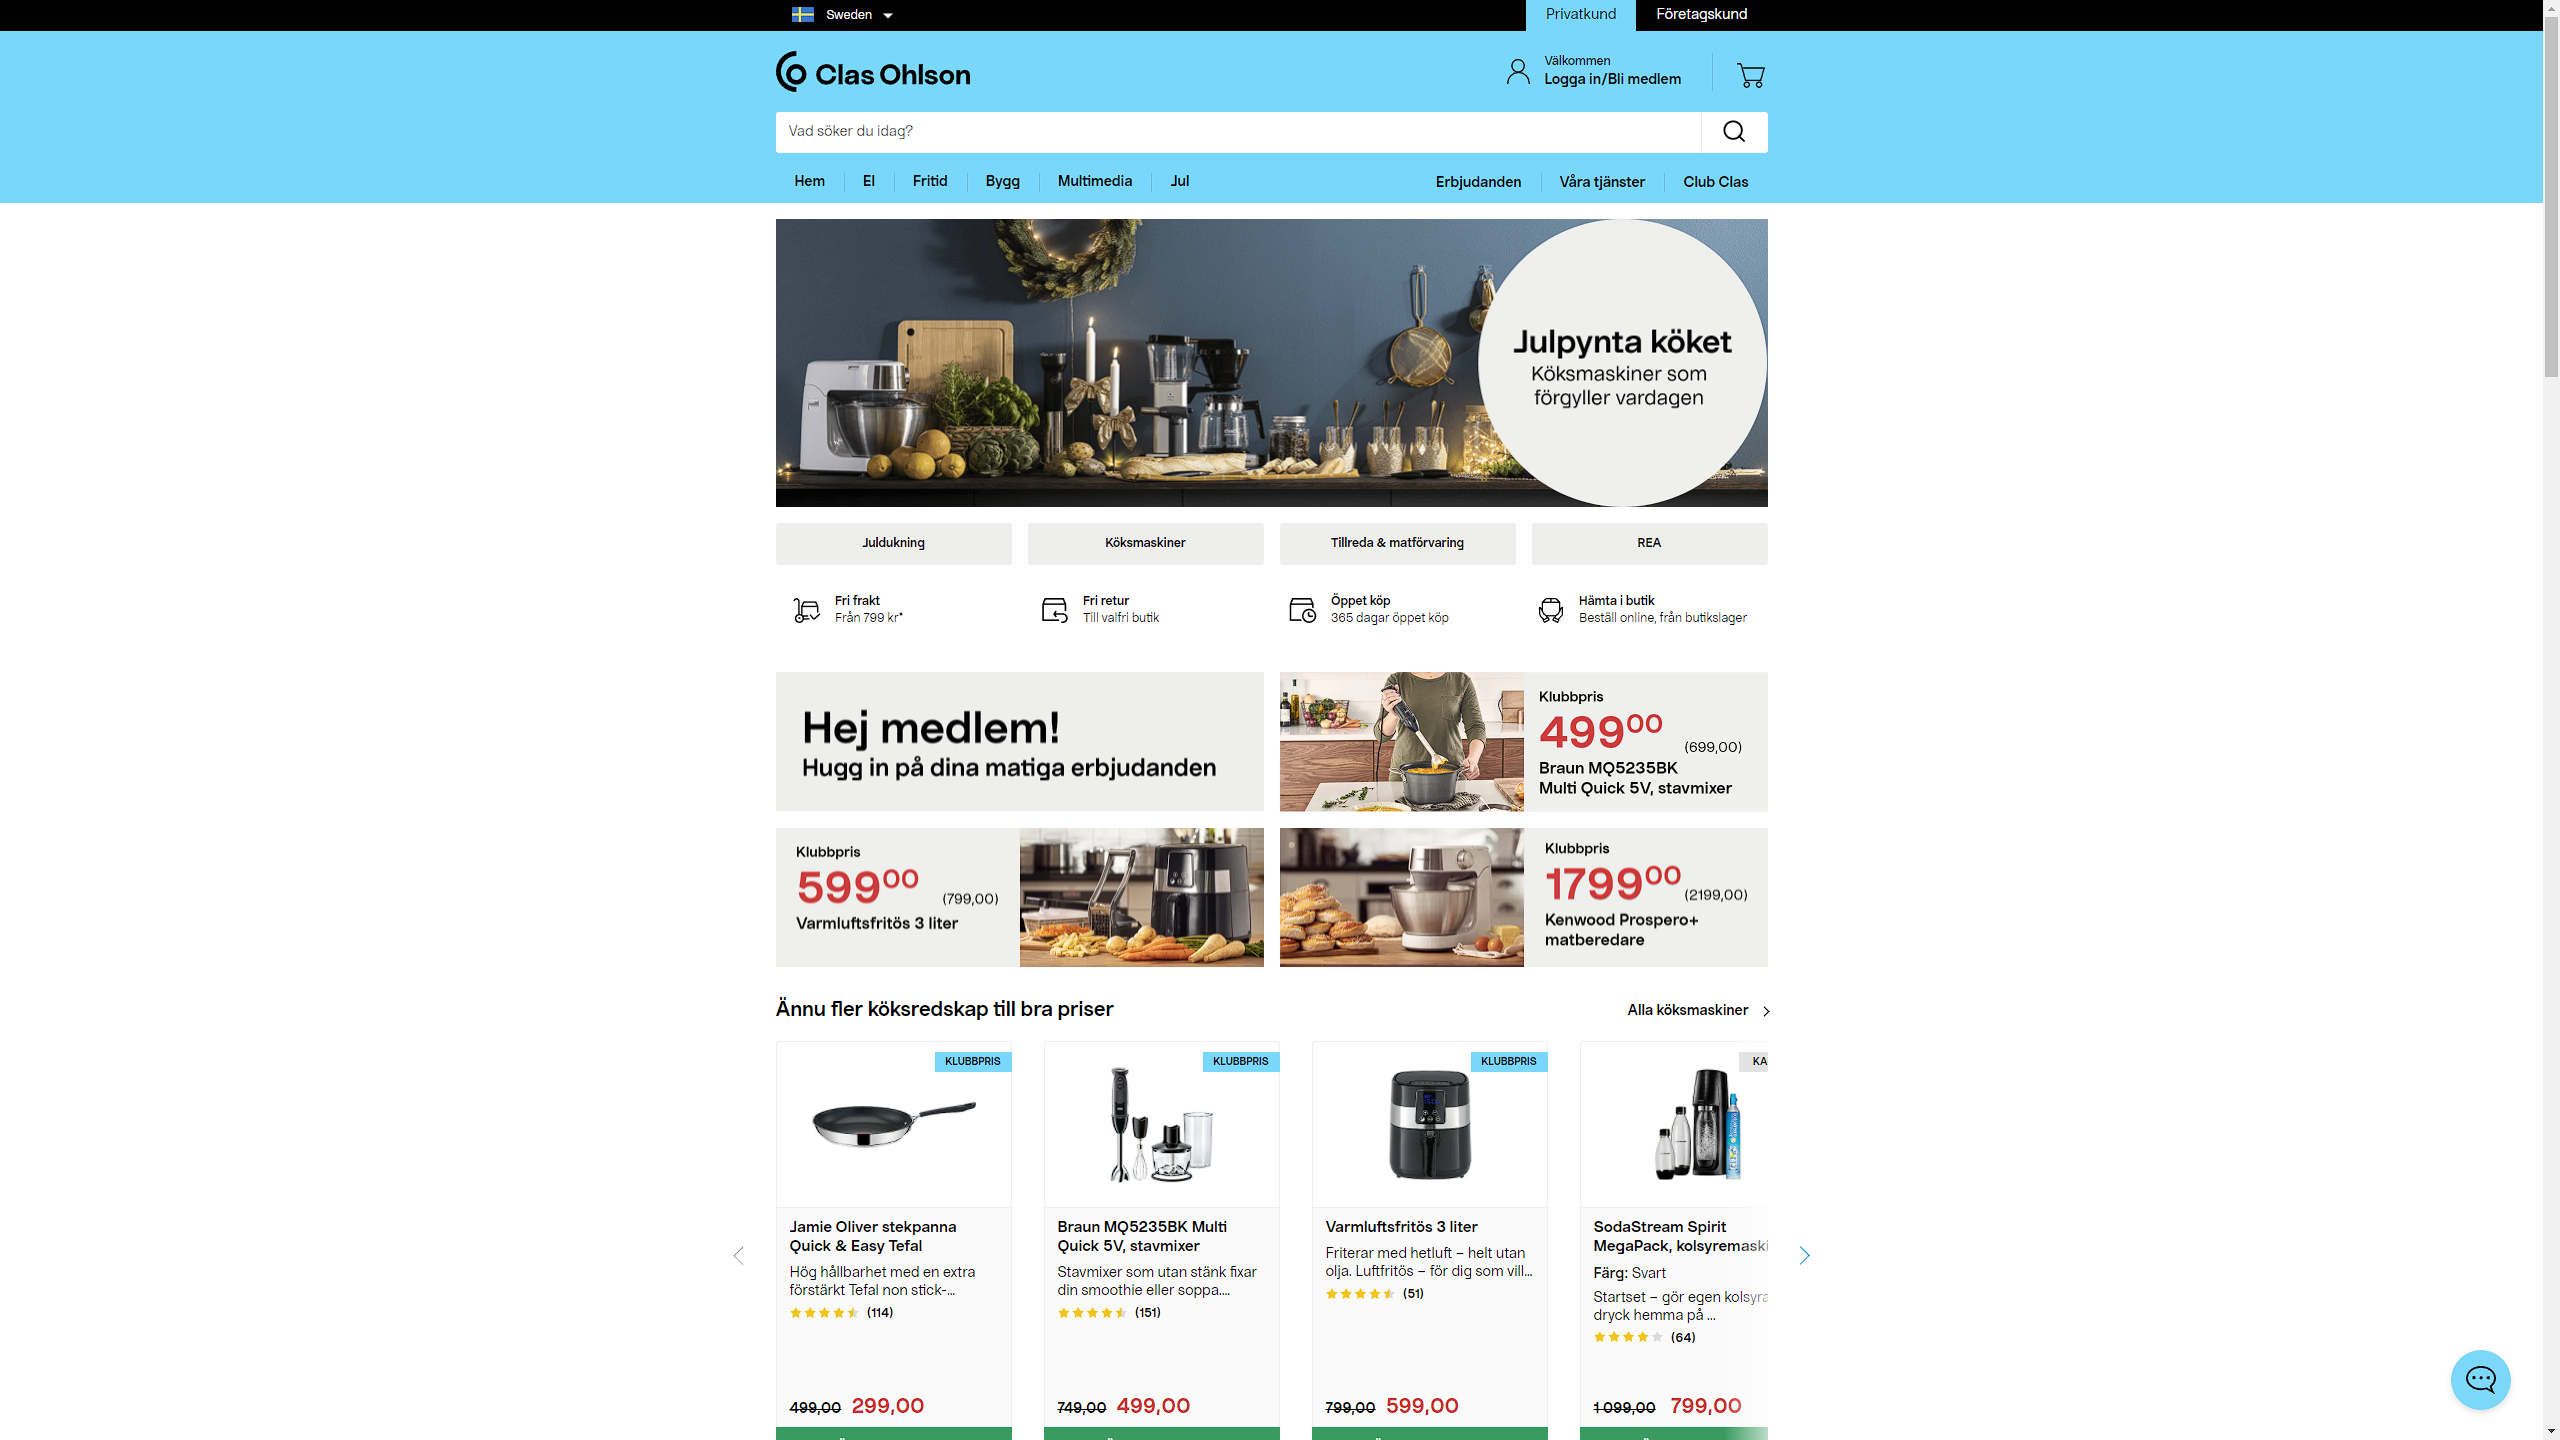 Sweden
Privatkund
Företagskund
Clas Ohlson
Välkommen
Logga in/Bli medlem
Vad söker du idag?
Hem
El
Fritid
Bygg
Multimedia
Jul
Erbjudanden
Våra tjänster
Club Clas
Julpynta köket
Köksmaskiner som
förgyller vardagen
Juldukning
Köksmaskiner
Tillreda & matförvaring
REA
Fri frakt
Från 799 kr*
Fri retur
Till valfri butik
Öppet köp
365 dagar öppet köp
Hämta i butik
Beställ online, från butikslager
Hej medlem!
Hugg in på dina matiga erbjudanden
Klubbpris
49900
(699,00)
Braun MQ5235BK
Multi Quick 5V, stavmixer
Klubbpris
59900
(799,00)
Varmluftsfritös 3 liter
Klubbpris
179900
(2199,00)
Kenwood Prospero+
matberedare
Ännu fler köksredskap till bra priser
Alla köksmaskiner
KLUBBPRIS
Jamie Oliver stekpanna
Quick & Easy Tefal
Hög hållbarhet med en extra
förstärkt Tefal non stick-...
(114)
499,00 299,00
KLUBBPRIS
Braun MQ5235BK Multi
Quick 5V, stavmixer
Stavmixer som utan stänk fixar
din smoothie eller soppa....
(151)
749,00 499,00
KLUBBPRIS
Varmluftsfritös 3 liter
Friterar med hetluft – helt utan
olja. Luftfritös – för dig som vill...
(51)
799,00 599,00
KA
SodaStream Spirit
MegaPack, kolsyremaski
Färg: Svart
Startset – gör egen kolsyra
dryck hemma på ...
(64)
1 099,00 799,00